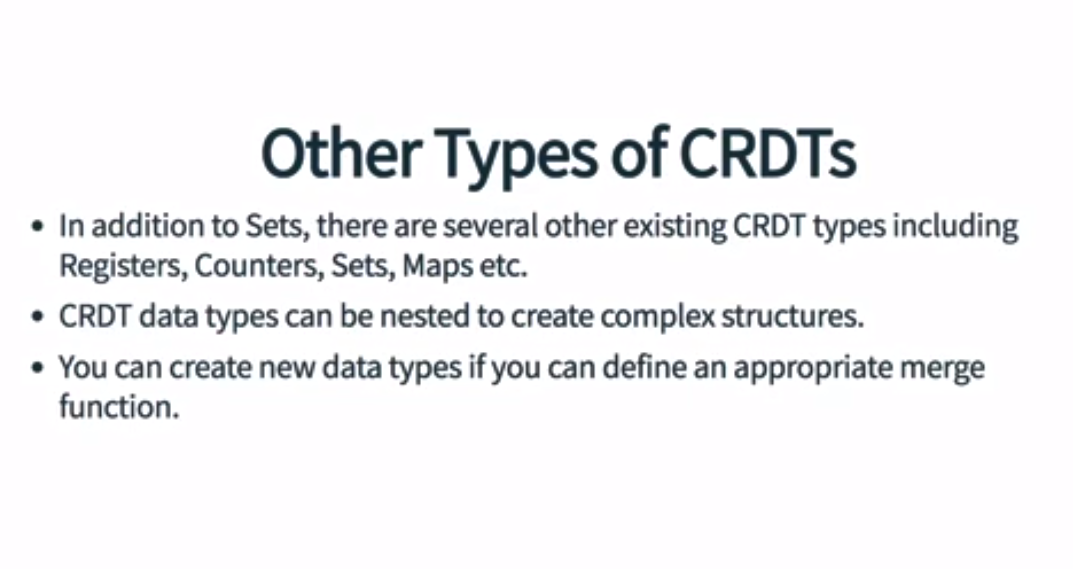 Other Types of CRDTs
• In addition to Sets, there are several other existing CRDT types including
Registers, Counters, Sets, Maps etc.
• CRDT data types can be nested to create complex structures.
• You can create new data types if you can define an appropriate merge
function.